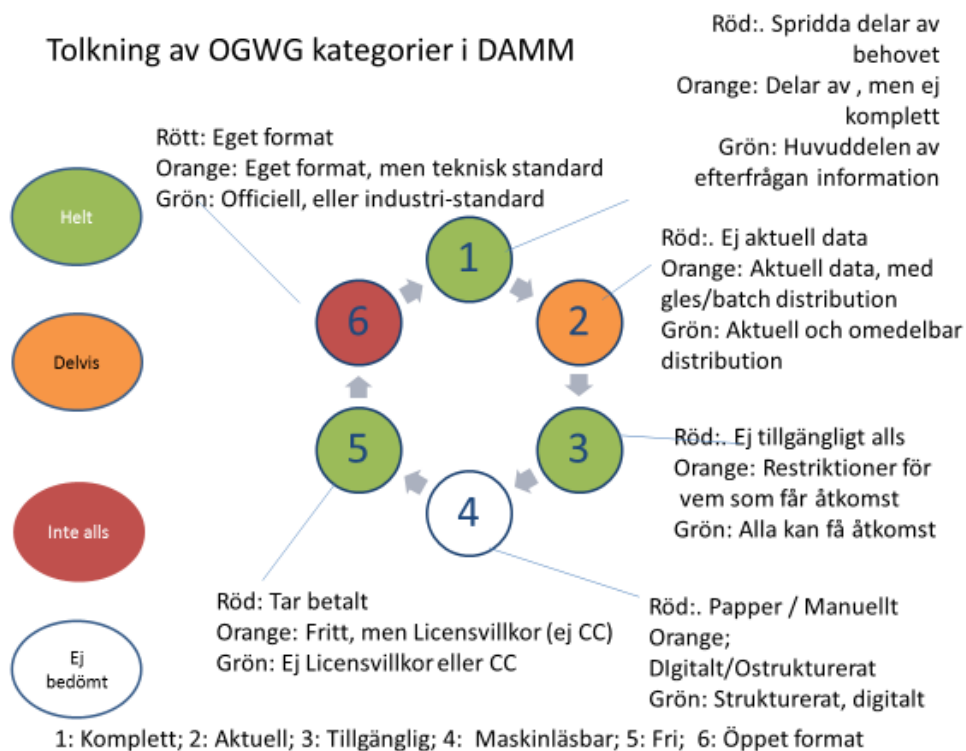 Tolkning av OGWG kategorier i DAMM
Röd:. Spridda delar av
behovet
Orange: Delar av , men ej
komplett
Grön: Huvuddelen av
efterfrågan information
Rött: Eget format
Orange: Eget format, men teknisk standard
Grön: Officiell, eller industri-standard
Helt
Delvis
Inte alls
Ej
bedömt
1
2
3
4
5
6
Röd:. Ej aktuell data
Orange: Aktuell data, med
gles/batch distribution
Grön: Aktuell och omedelbar
distribution
Röd:. Ej tillgängligt alls
Orange: Restriktioner för
vem som får åtkomst
Grön: Alla kan få åtkomst
Röd:. Papper / Manuellt
Orange;
DIgitalt/Ostrukturerat
Grön: Strukturerat, digitalt
Röd: Tar betalt
Orange: Fritt, men Licensvillkor (ej CC)
Grön: Ej Licensvillkor eller CC
1: Komplett; 2: Aktuell; 3: Tillgänglig; 4: Maskinläsbar; 5: Fri; 6: Öppet format